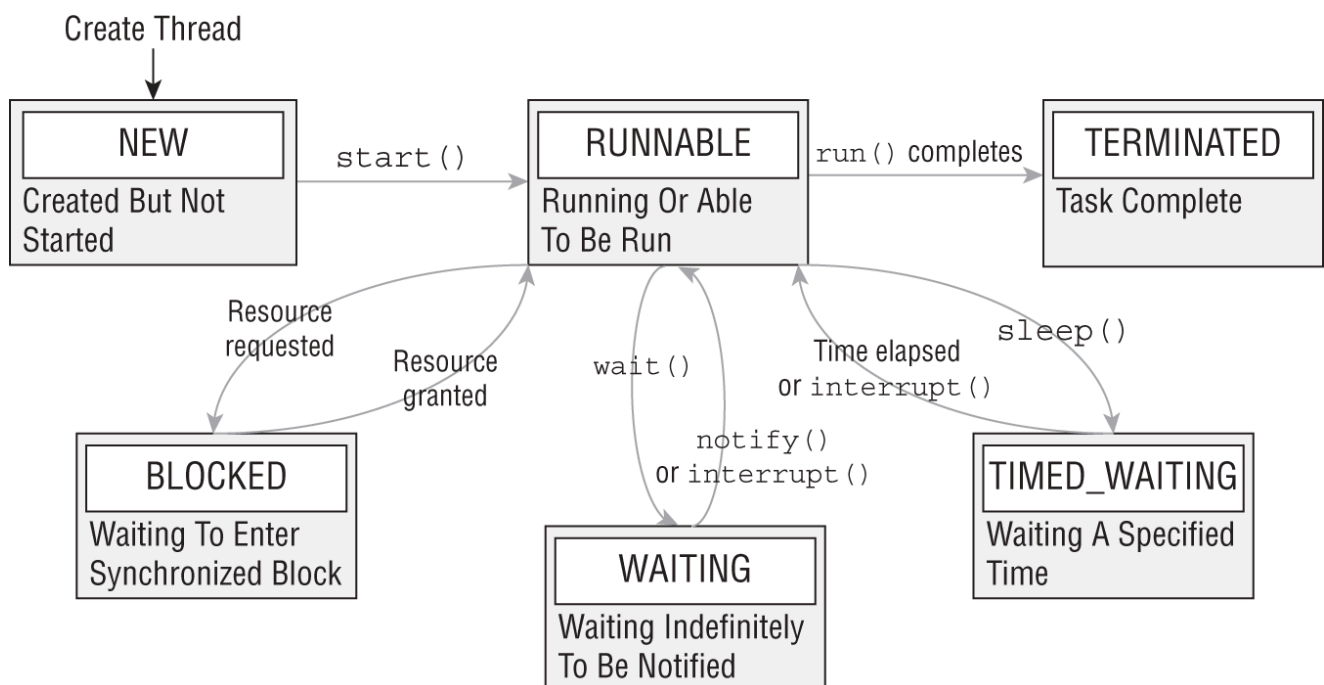 Create Thread
NEW
Created But Not
Started
start()
RUNNABLE
Running Or Able
To Be Run
run() completes
TERMINATED
Task Complete
Resource
requested
Resource
granted
wait()
notify()
or interrupt()
Time elapsed
or interrupt()
sleep()
BLOCKED
Waiting To Enter
Synchronized Block
WAITING
Waiting Indefinitely
To Be Notified
TIMED_WAITING
Waiting A Specified
Time